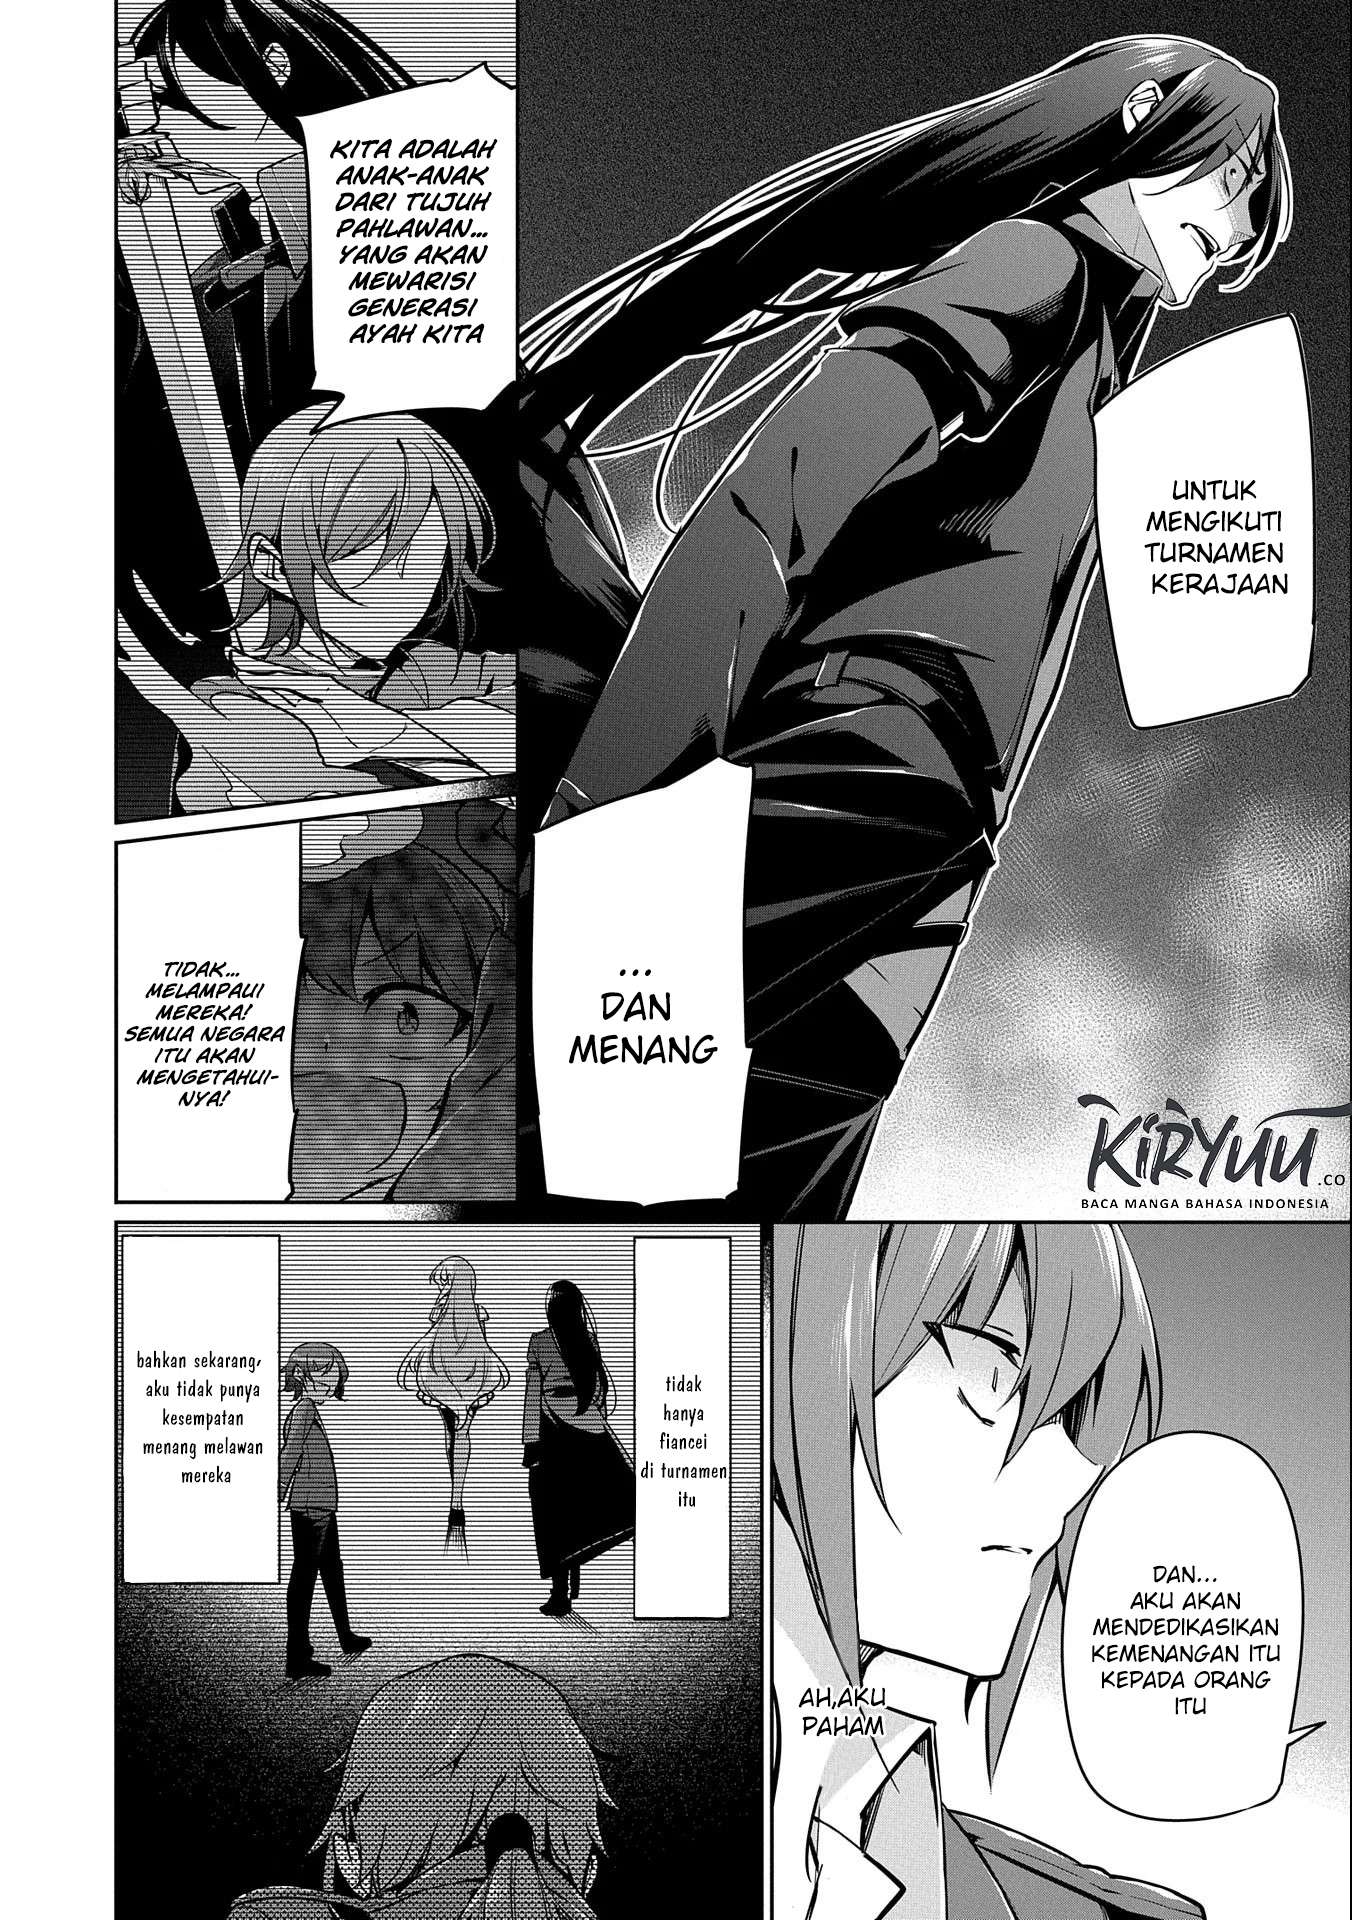 UNTUK
MENGIKUTI
TURNAMEN
KERAJAAN
...
DAN
MENANG
KITA ADALAH
ANAK-ANAK
DARI TUJUH
PAHLAWAN...
YANG AKAN
MEWARISI
GENERASI
AYAH KITA
TIDAK...
MELAMPAUI
MEREKA!
SEMUA NEGARA
ITU AKAN
MENGETAHUI-
NYA!
KIRYUU.CO
BACA MANGA BAHASA INDONESIA
DAN...
AKU AKAN
MENDEDIKASIKAN
KEMENANGAN ITU
KEPADA ORANG
ITU
AH,AKU
PAHAM
tidak
hanya
fiancei
di turnamen
itu
bahkan sekarang,
aku tidak punya
kesempatan
menang melawan
mereka